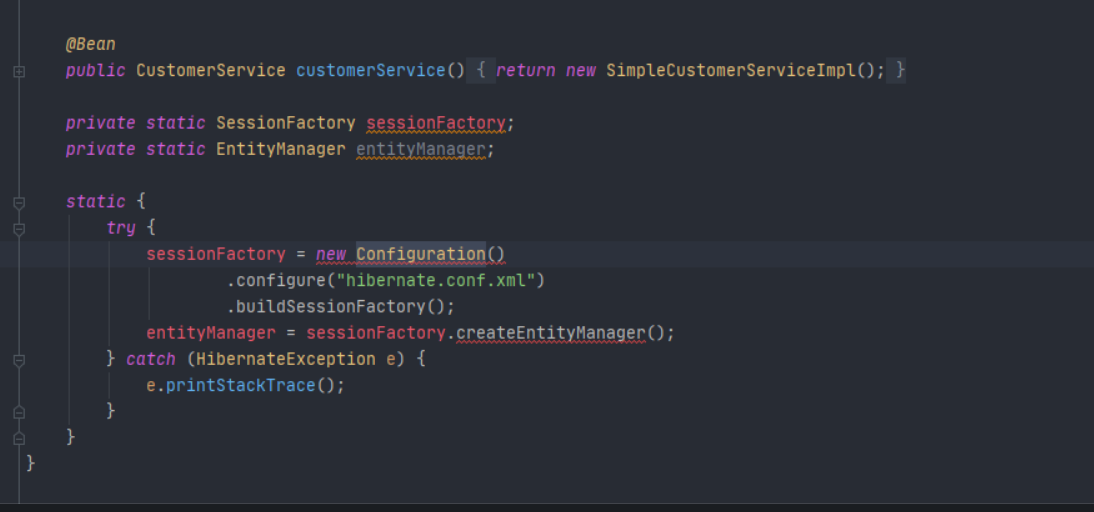 @Bean
public CustomerService customerService() { return new SimpleCustomerServiceImpl(); }
private static SessionFactory sessionFactory;
private static EntityManager entityManager;
static {
try {
sessionFactory = new Configuration()
.configure("hibernate.conf.xml")
.buildSessionFactory();
entityManager = sessionFactory.createEntityManager();
} catch (HibernateException e) {
e.printStackTrace();
}
}
}